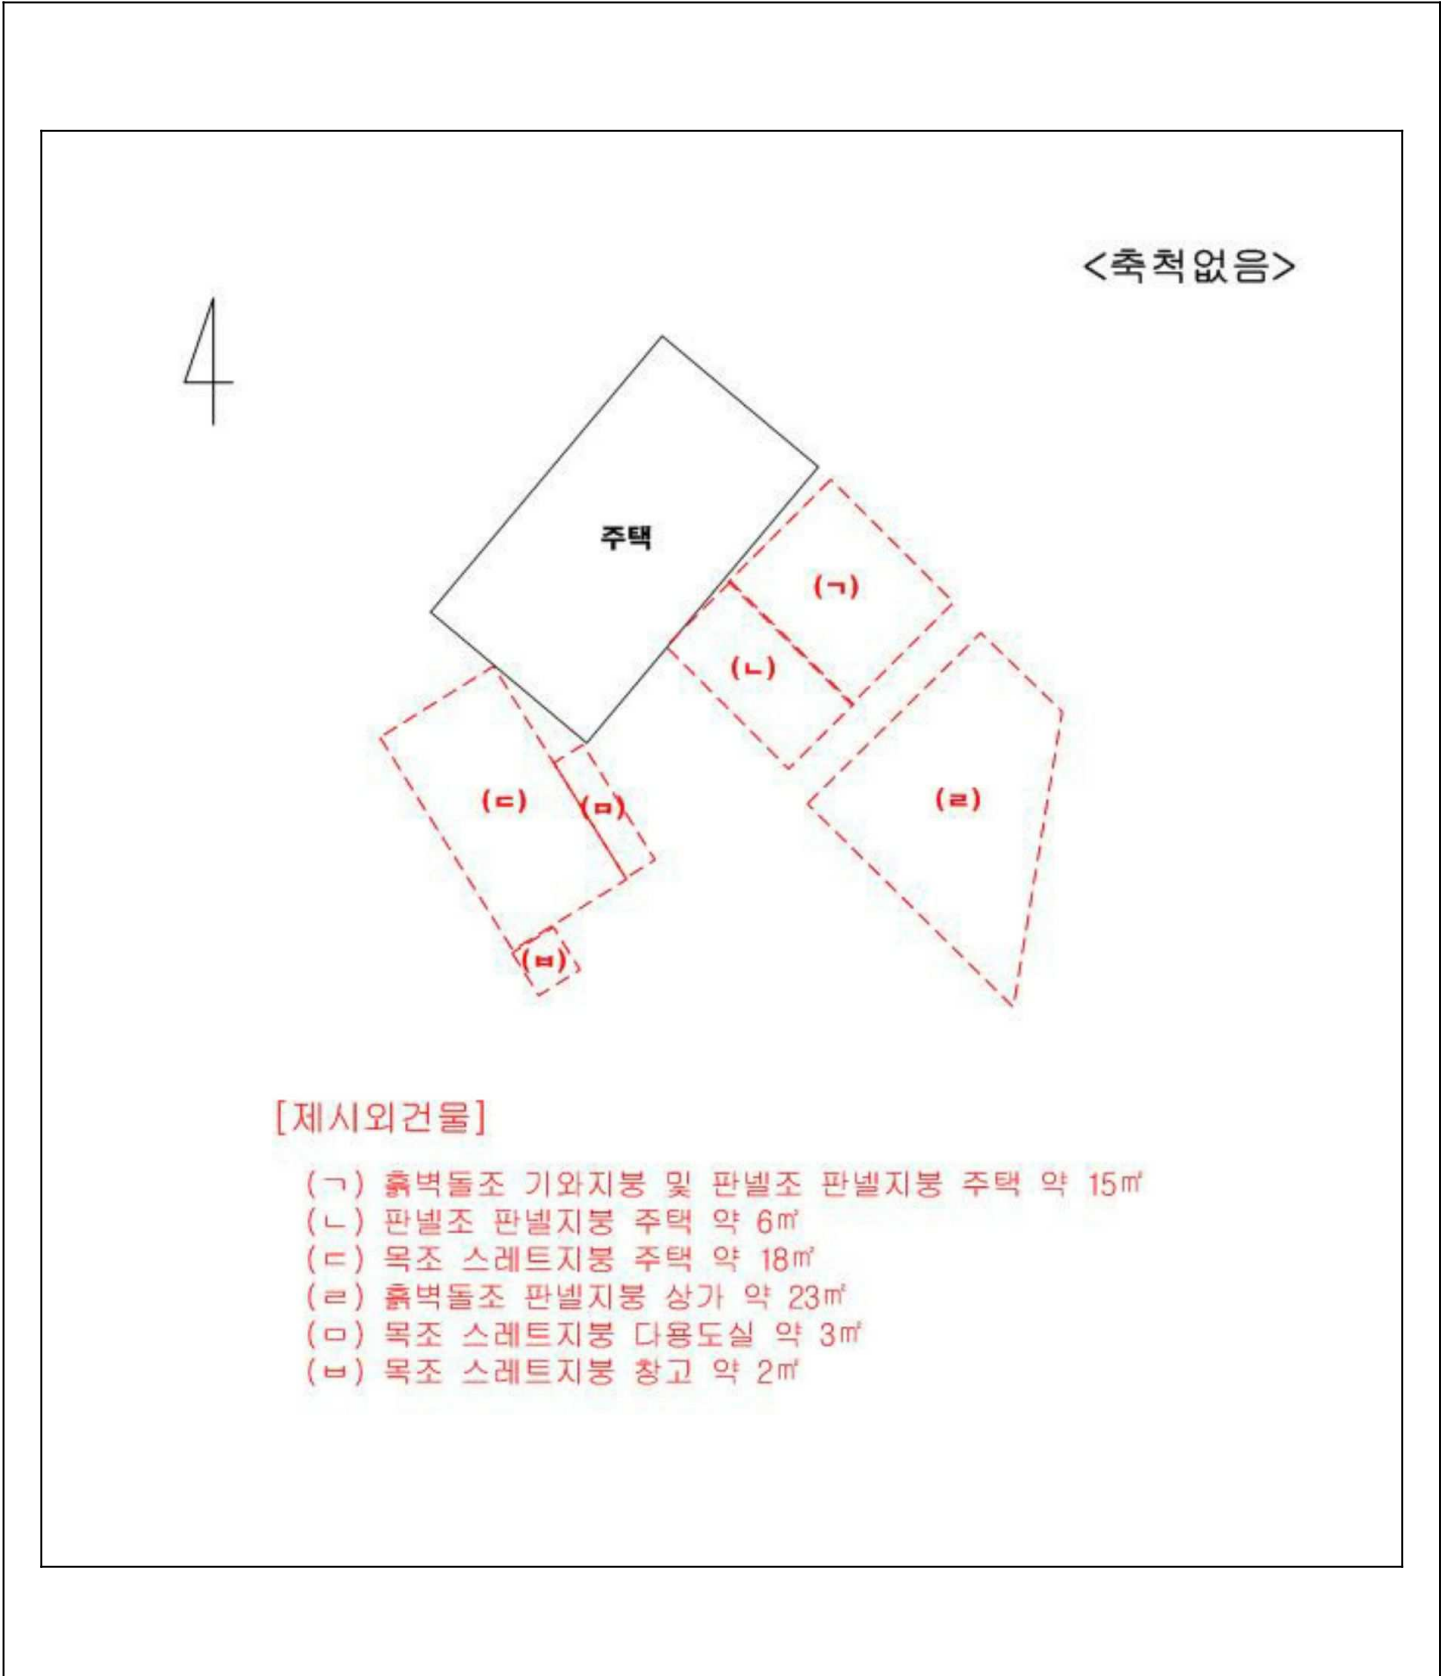 <축척없음>
주택
(ㄱ)
(ㄴ)
(ㄷ)
(ㅁ)
(ㄹ)
(ㅂ)
[제시외건물]
(ㄱ) 흙벽돌조 기와지붕 및 판넬조 판넬지붕 주택 약 15㎡
(ㄴ) 판넬조 판넬지붕 주택 약 6㎡
(ㄷ) 목조 스레트지붕 주택 약 18㎡
(ㄹ) 흙벽돌조 판넬지붕 상가 약 23㎡
(ㅁ) 목조 스레트지붕 다용도실 약 3㎡
(ㅂ) 목조 스레트지붕 창고 약 2㎡